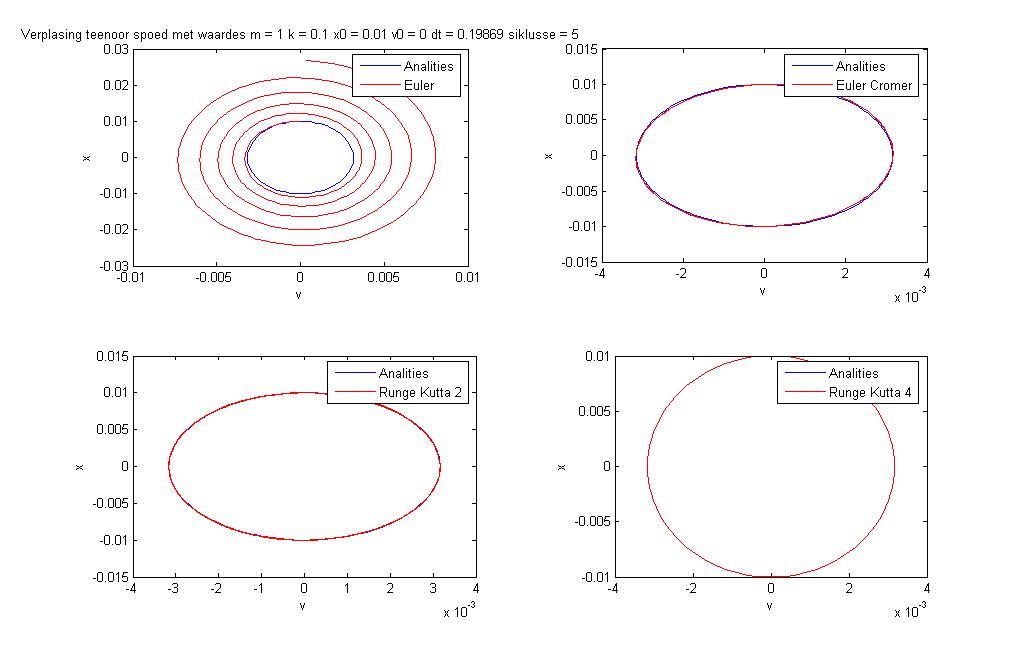 Verplasing teenoor spoed met waardes m = 1 k = 0.1 x0 = 0.01 v0 = 0 dt = 0.19869 siklusse = 5
0.03
0.02
0.01
0
-0.01
-0.02
-0.03
x
-0.01
-0.005
0
0.005
0.01
v
Analities
Euler
0.015
0.01
0.005
0
-0.005
-0.01
-0.015
x
-4
-2
0
2
4
v
x 10^-3
Analities
Euler Cromer
0.015
0.01
0.005
0
-0.005
-0.01
-0.015
x
-4
-3
-2
-1
0
1
2
3
4
v
x 10^-3
Analities
Runge Kutta 2
0.01
0.005
0
-0.005
-0.01
x
-4
-2
0
2
4
v
x 10^-3
Analities
Runge Kutta 4